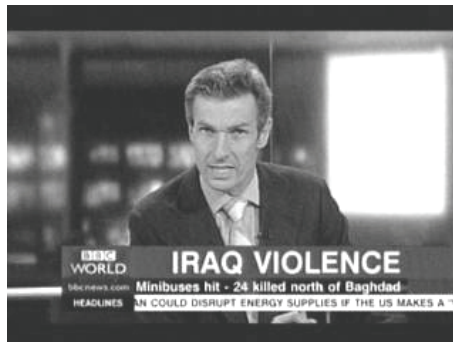 BBC
WORLD
IRAQ VIOLENCE
bbcnews.com
Minibuses hit - 24 killed north of Baghdad
HEADLINES
AN COULD DISRUPT ENERGY SUPPLIES IF THE US MAKES A "